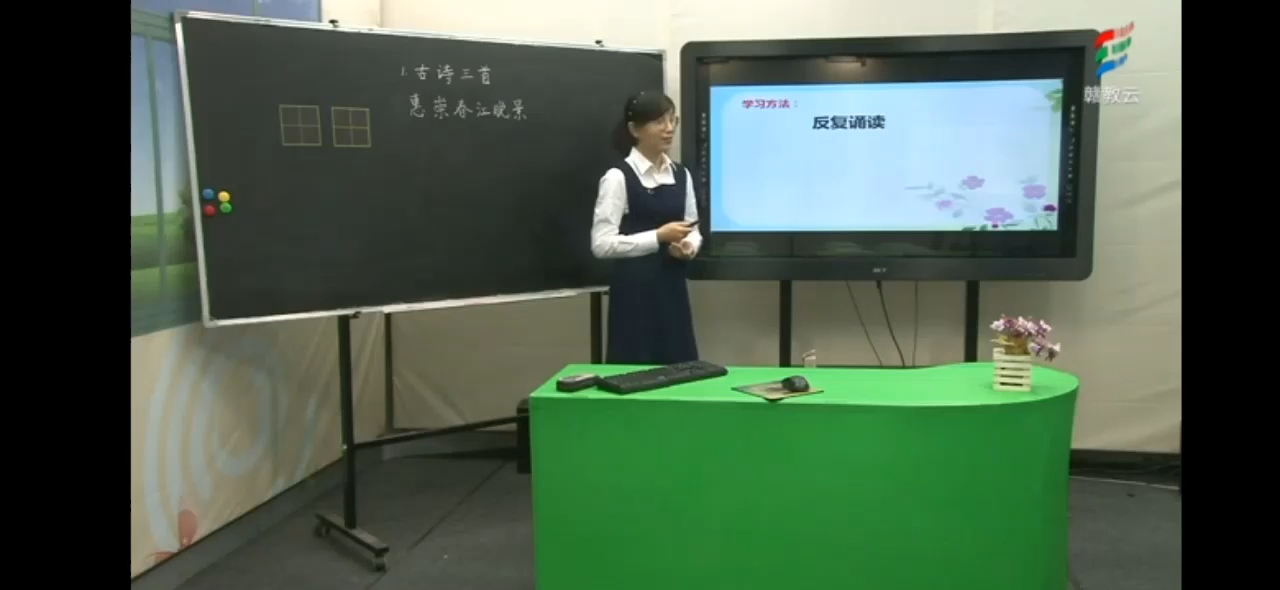 1.古诗三首
惠崇春江晚景
学习方法：
反复诵读
赣教云